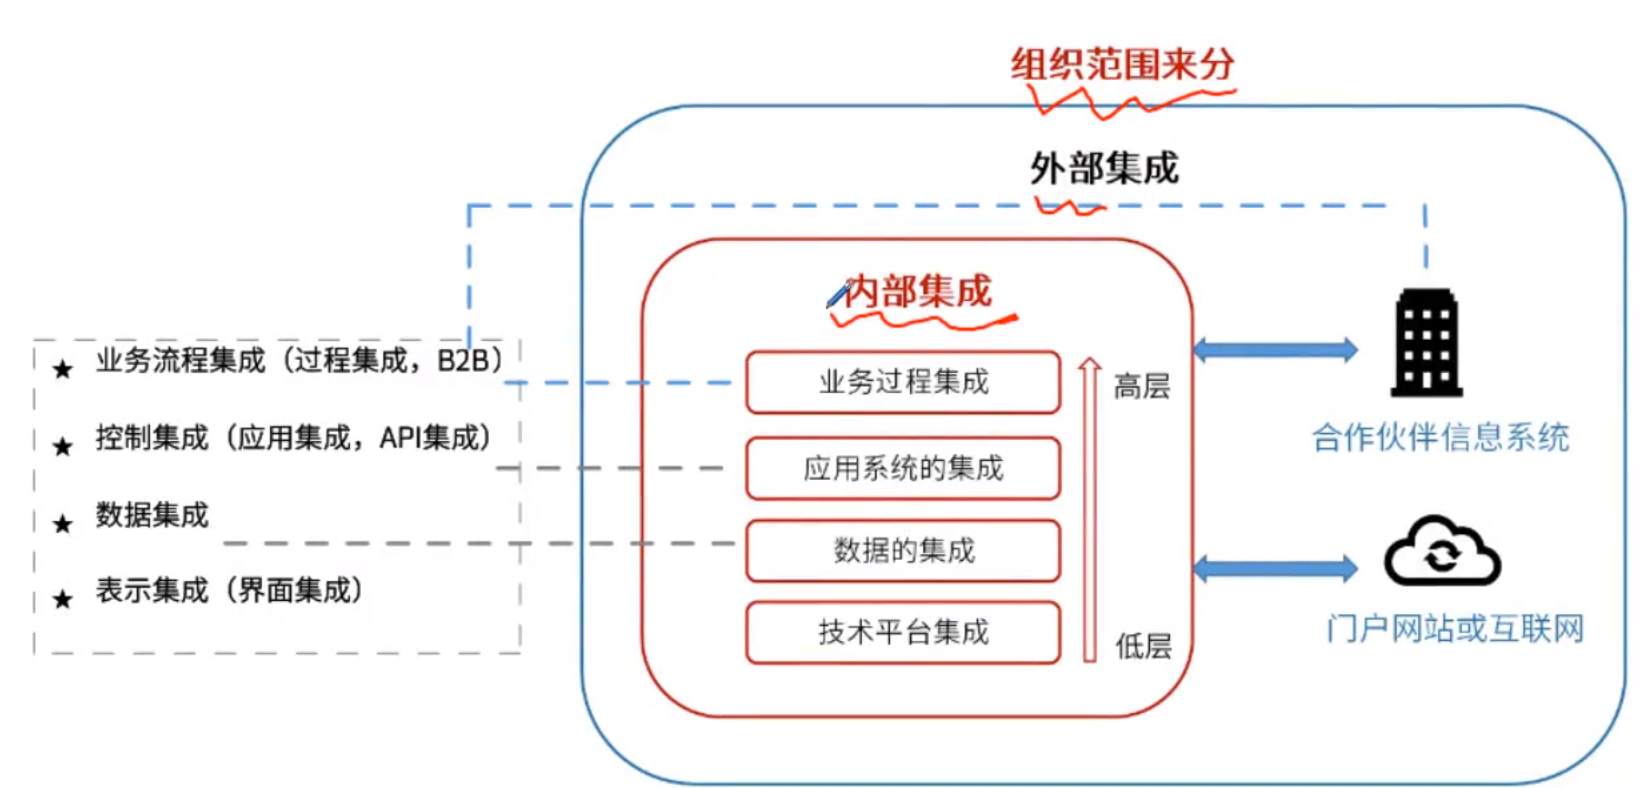 组织范围来分
外部集成
内部集成
★ 业务流程集成（过程集成，B2B）
★ 控制集成（应用集成，API集成）
★ 数据集成
★ 表示集成（界面集成）
业务过程集成
应用系统的集成
数据的集成
技术平台集成
高层
低层
合作伙伴信息系统
门户网站或互联网